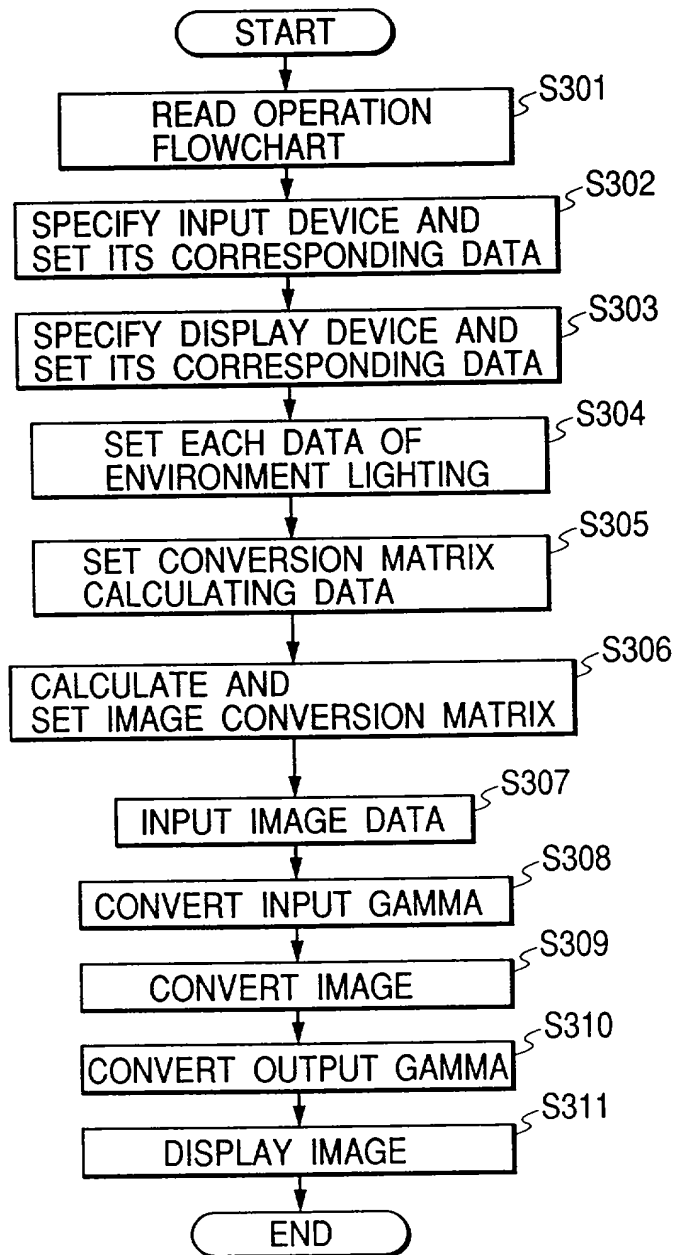 START
S301
READ OPERATION
FLOWCHART
S302
SPECIFY INPUT DEVICE AND
SET ITS CORRESPONDING DATA
S303
SPECIFY DISPLAY DEVICE AND
SET ITS CORRESPONDING DATA
S304
SET EACH DATA OF
ENVIRONMENT LIGHTING
S305
SET CONVERSION MATRIX
CALCULATING DATA
S306
CALCULATE AND
SET IMAGE CONVERSION MATRIX
S307
INPUT IMAGE DATA
S308
CONVERT INPUT GAMMA
S309
CONVERT IMAGE
S310
CONVERT OUTPUT GAMMA
S311
DISPLAY IMAGE
END